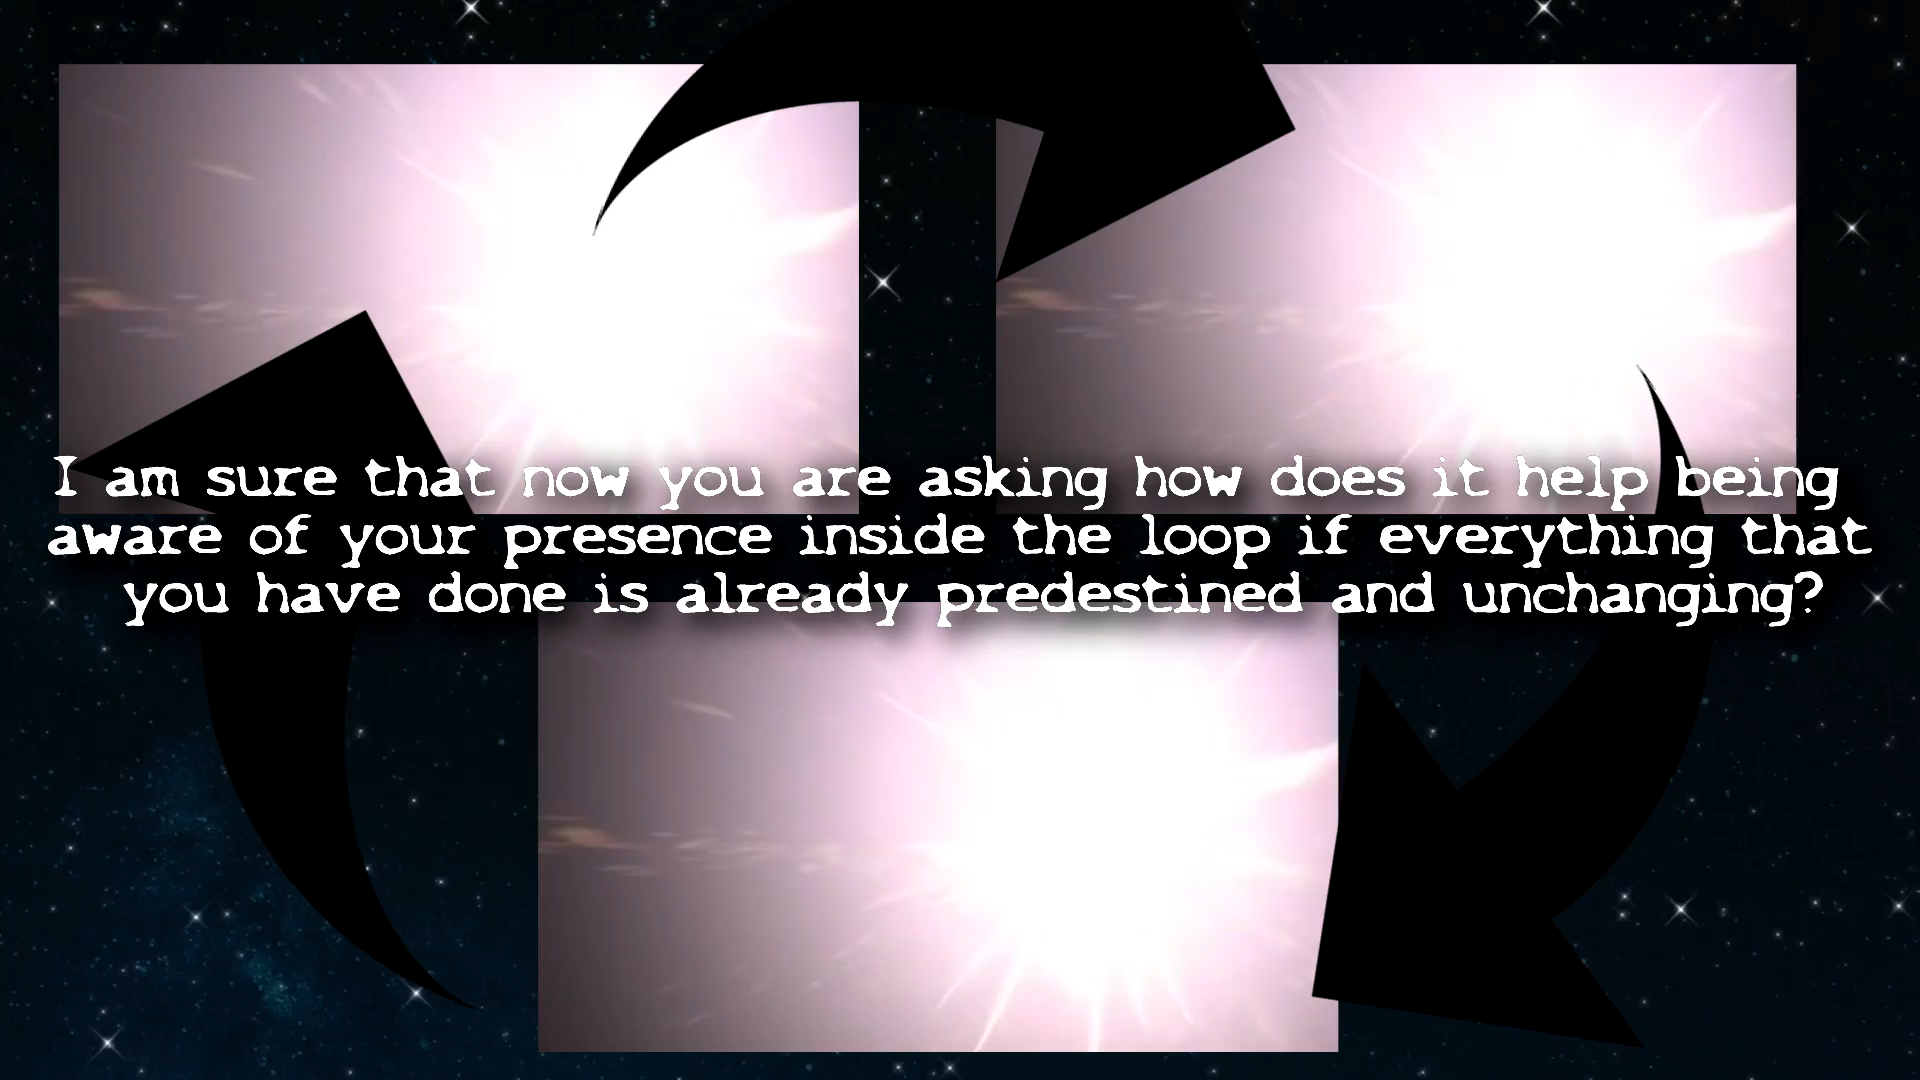 I am sure that now you are asking how does it help being
aware of your presence inside the loop if everything that
you have done is already predestined and unchanging?